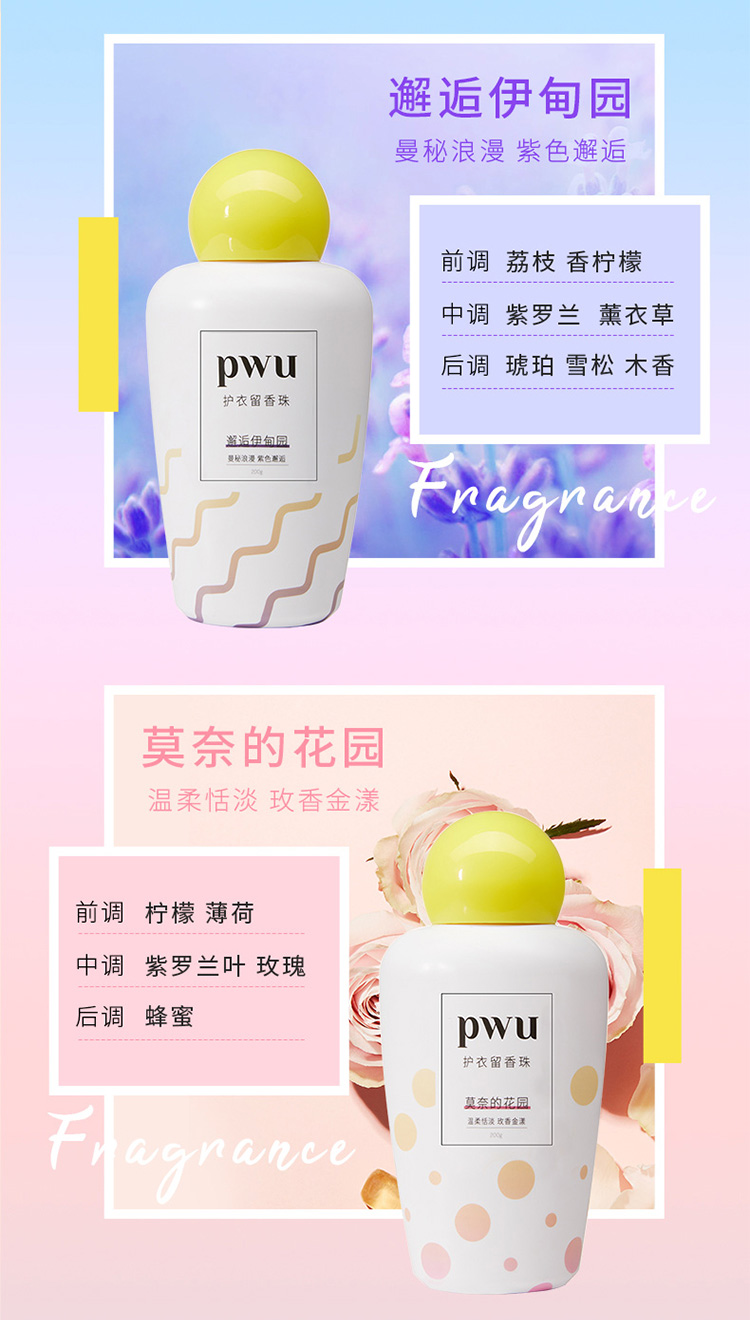 邂逅伊甸园
曼秘浪漫 紫色邂逅
前调 荔枝 香柠檬
中调 紫罗兰 薰衣草
后调 琥珀 雪松 木香
pwu
护衣留香珠
邂逅伊甸园
曼秘浪漫 紫色邂逅
200g
Fragrance
莫奈的花园
温柔恬淡 玫香金漾
前调 柠檬 薄荷
中调 紫罗兰叶 玫瑰
后调 蜂蜜
pwu
护衣留香珠
莫奈的花园
温柔恬淡 玫香金漾
200g
Fragrance